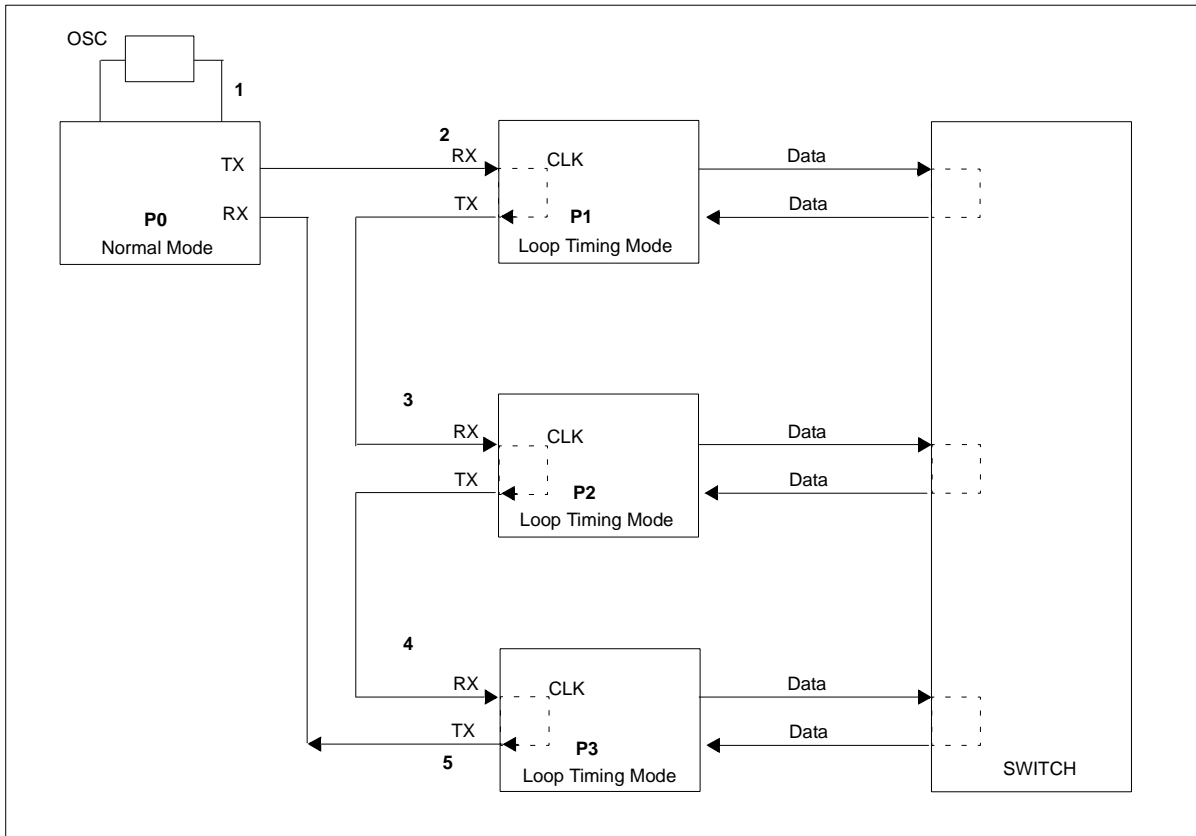 OSC
1
TX
RX
P0
Normal Mode
2
RX
CLK
TX
P1
Loop Timing Mode
Data
Data
3
RX
CLK
TX
P2
Loop Timing Mode
Data
Data
4
RX
CLK
TX
5
P3
Loop Timing Mode
Data
Data
SWITCH